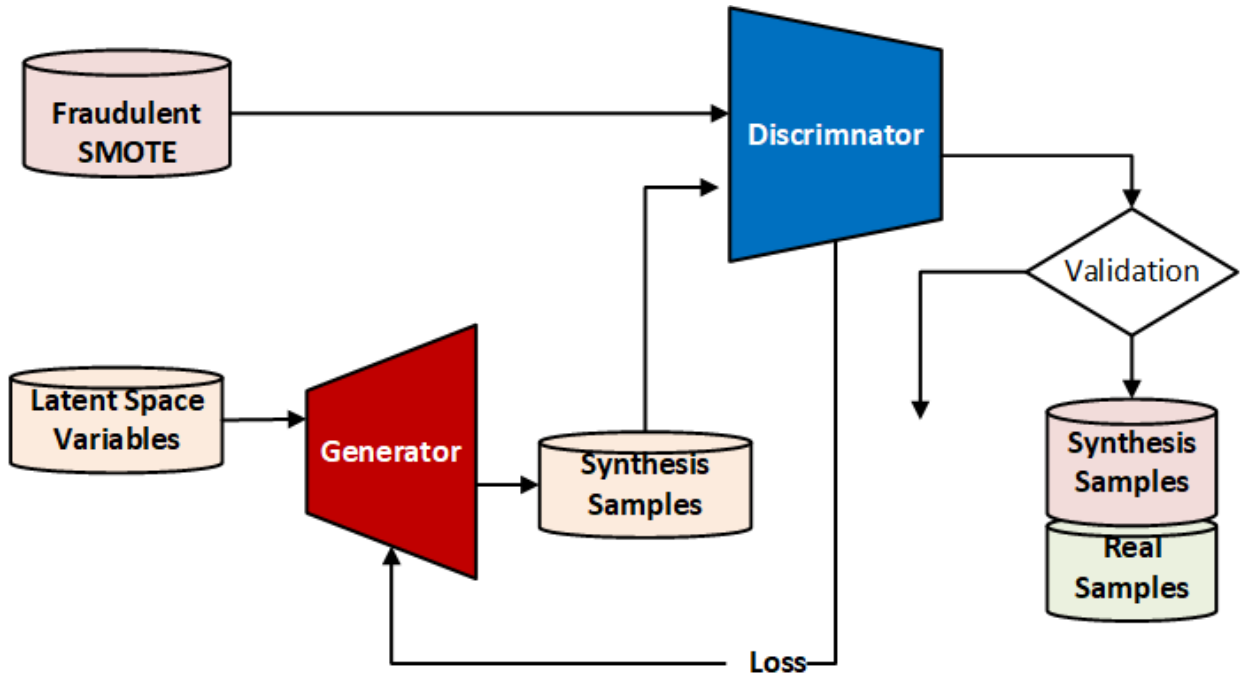 Fraudulent
SMOTE
Discrimnator
Validation
Latent Space
Variables
Generator
Synthesis
Samples
Synthesis
Samples
Real
Samples
Loss